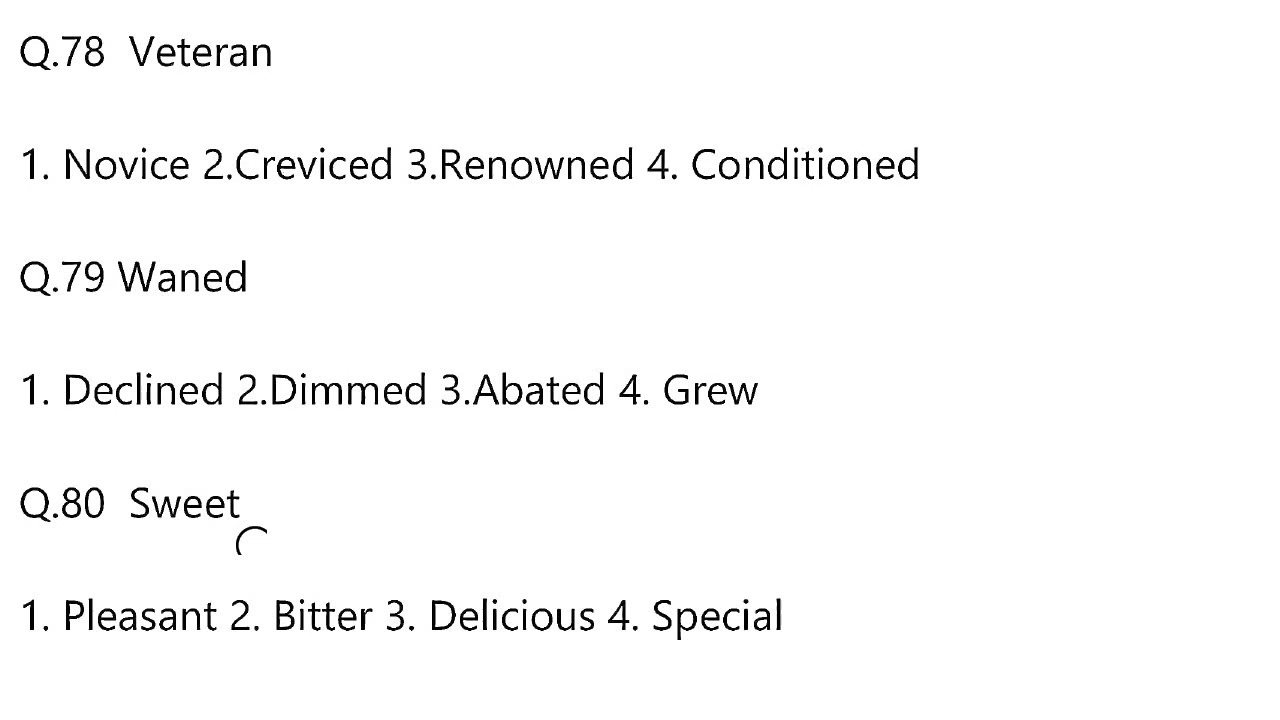 Q.78  Veteran
1. Novice 2.Creviced 3.Renowned 4. Conditioned
Q.79 Waned
1. Declined 2.Dimmed 3.Abated 4. Grew
Q.80  Sweet
1. Pleasant 2. Bitter 3. Delicious 4. Special